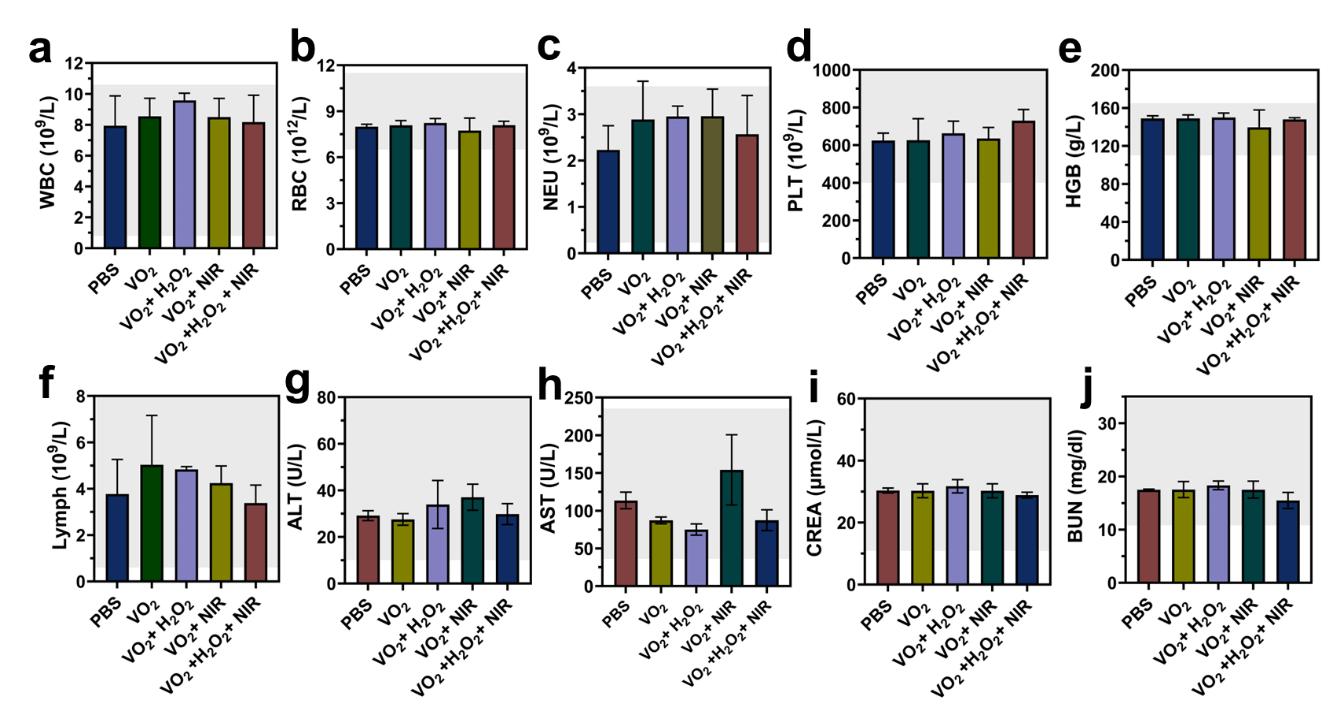 a
WBC (10⁹/L)
12
10
8
6
4
2
0
PBS
VO₂
VO₂+ H₂O₂
VO₂+ NIR
VO₂ +H₂O₂+ NIR
b
RBC (10¹²/L)
12
9
6
3
0
PBS
VO₂
VO₂+ H₂O₂
VO₂+ NIR
VO₂ +H₂O₂+ NIR
c
NEU (10⁹/L)
4
3
2
1
0
PBS
VO₂
VO₂+ H₂O₂
VO₂+ NIR
VO₂ +H₂O₂+ NIR
d
PLT (10⁹/L)
1000
800
600
400
200
0
PBS
VO₂
VO₂+ H₂O₂
VO₂+ NIR
VO₂ +H₂O₂+ NIR
e
HGB (g/L)
200
160
120
80
40
0
PBS
VO₂
VO₂+ H₂O₂
VO₂+ NIR
VO₂ +H₂O₂+ NIR
f
Lymph (10⁹/L)
8
6
4
2
0
PBS
VO₂
VO₂+ H₂O₂
VO₂+ NIR
VO₂ +H₂O₂+ NIR
g
ALT (U/L)
80
60
40
20
0
PBS
VO₂
VO₂+ H₂O₂
VO₂+ NIR
VO₂ +H₂O₂+ NIR
h
AST (U/L)
250
200
150
100
50
0
PBS
VO₂
VO₂+ H₂O₂
VO₂+ NIR
VO₂ +H₂O₂+ NIR
i
CREA (μmol/L)
60
40
20
0
PBS
VO₂
VO₂+ H₂O₂
VO₂+ NIR
VO₂ +H₂O₂+ NIR
j
BUN (mg/dl)
30
20
10
0
PBS
VO₂
VO₂+ H₂O₂
VO₂+ NIR
VO₂ +H₂O₂+ NIR